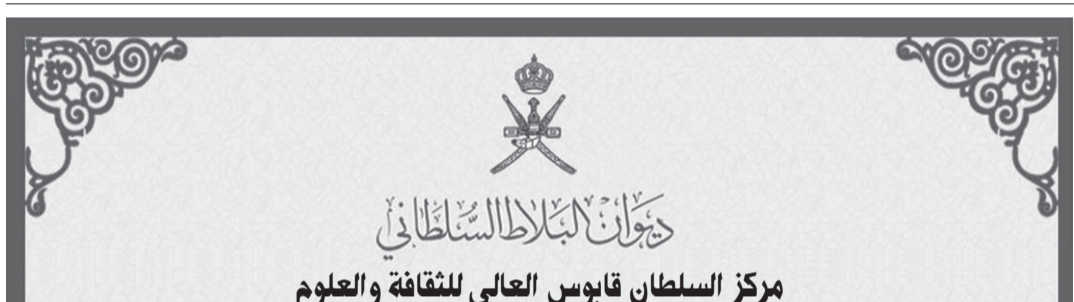 ديوان البلاط السلطاني
مركز السلطان قابوس العالي للثقافة والعلوم